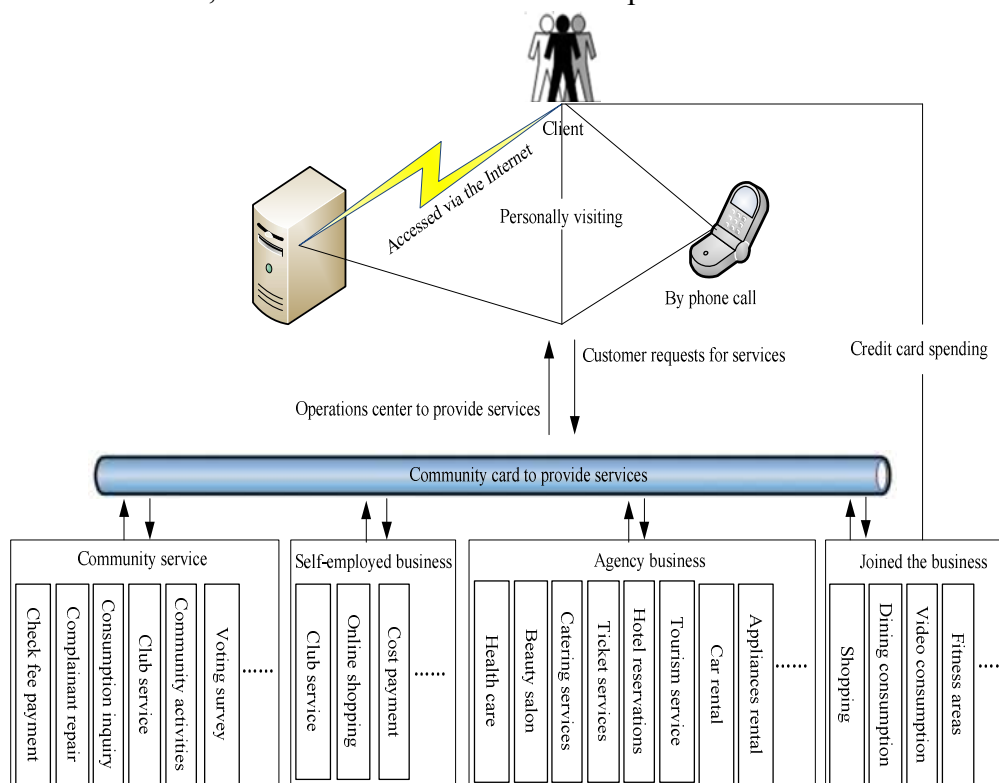 Client
Accessed via the Internet
Personally visiting
By phone call
Customer requests for services
Credit card spending
Operations center to provide services
Community card to provide services
Community service
Check fee payment
Complainant repair
Consumption inquiry
Club service
Community activities
Voting survey
......
Self-employed business
Club service
Online shopping
Cost payment
......
Agency business
Health care
Beauty salon
Catering services
Ticket services
Hotel reservations
Tourism service
Car rental
Appliances rental
......
Joined the business
Shopping
Dining consumption
Video consumption
Fitness areas
....